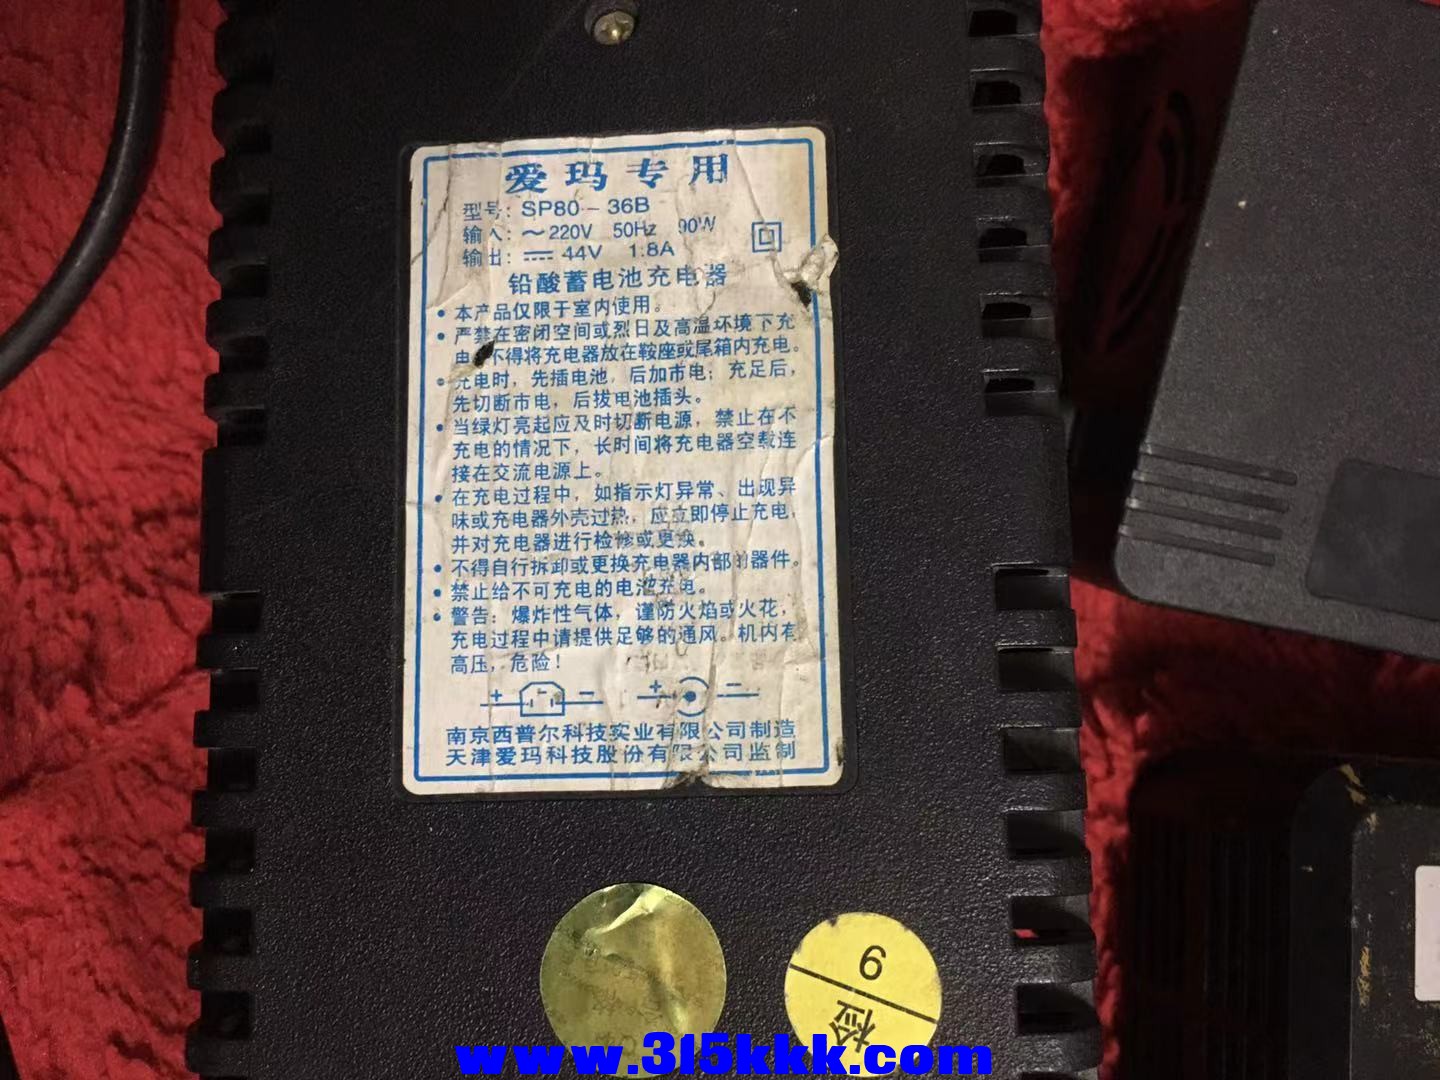 爱玛专用
型号: SP80-36B
输入: ～220V 50Hz 90W
输出: ⎓ 44V 1.8A
铅酸蓄电池充电器
• 本产品仅限于室内使用。
• 严禁在密闭空间或烈日及高温环境下充
电 不得将充电器放在鞍座或尾箱内充电。
• 充电时，先插电池，后加市电；充足后，
先切断市电，后拔电池插头。
• 当绿灯亮起应及时切断电源，禁止在不
充电的情况下，长时间将充电器空载连
接在交流电源上。
• 在充电过程中，如指示灯异常、出现异
味或充电器外壳过热，应立即停止充电，
并对充电器进行检修或更换。
• 不得自行拆卸或更换充电器内部的器件。
• 禁止给不可充电的电池充电。
• 警告：爆炸性气体，谨防火焰或火花，
充电过程中请提供足够的通风。机内有
高压，危险！
+ - + -
南京西普尔科技实业有限公司制造
天津爱玛科技股份有限公司监制
9
检
www.315kkk.com